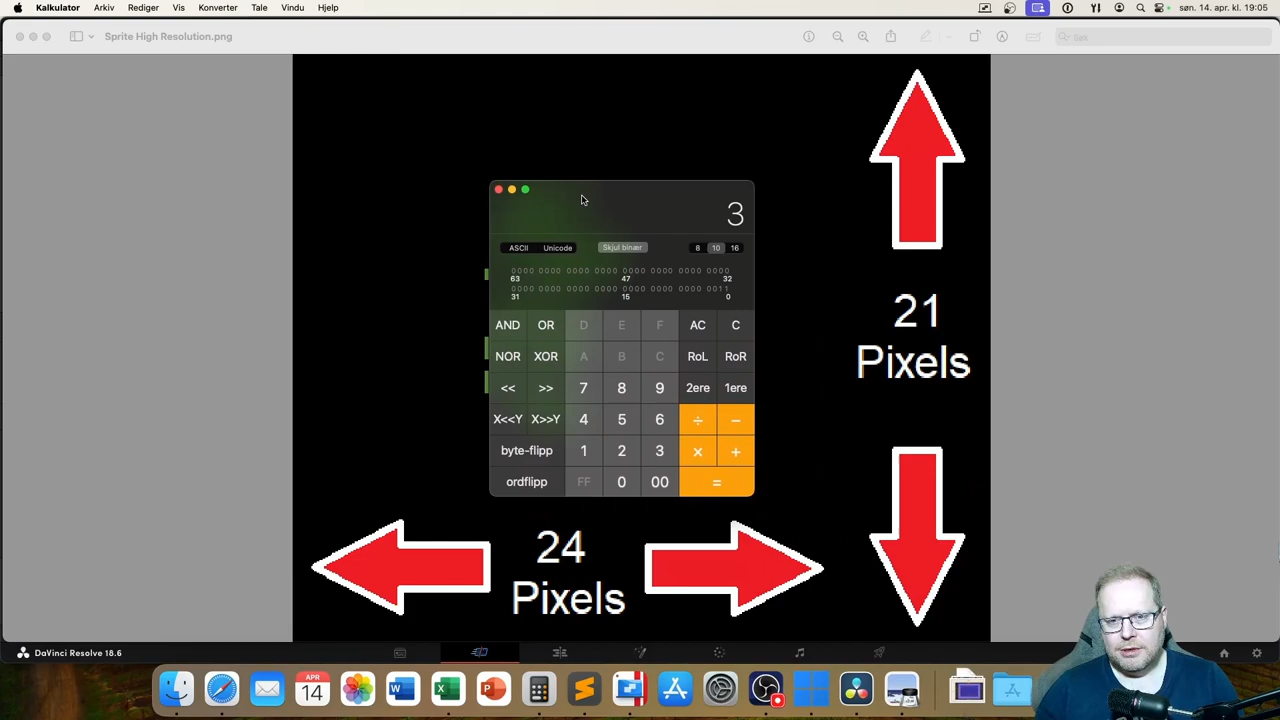 Kalkulator Arkiv Rediger Vis Konverter Tale Vindu Hjelp søn. 14. apr. kl. 19:05
Sprite High Resolution.png Søk
3
ASCII Unicode Skjul binær 8 10 16
0000 0000 0000 0000 0000 0000 0000 0000
63 47 32
0000 0000 0000 0000 0000 0000 0000 0011
31 15 0
AND OR D E F AC C
NOR XOR A B C RoL RoR
<< >> 7 8 9 2ere 1ere
X<<Y X>>Y 4 5 6 ÷ −
byte-flipp 1 2 3 × +
ordflipp FF 0 00 =
21
Pixels
24
Pixels
DaVinci Resolve 18.6
APR
14